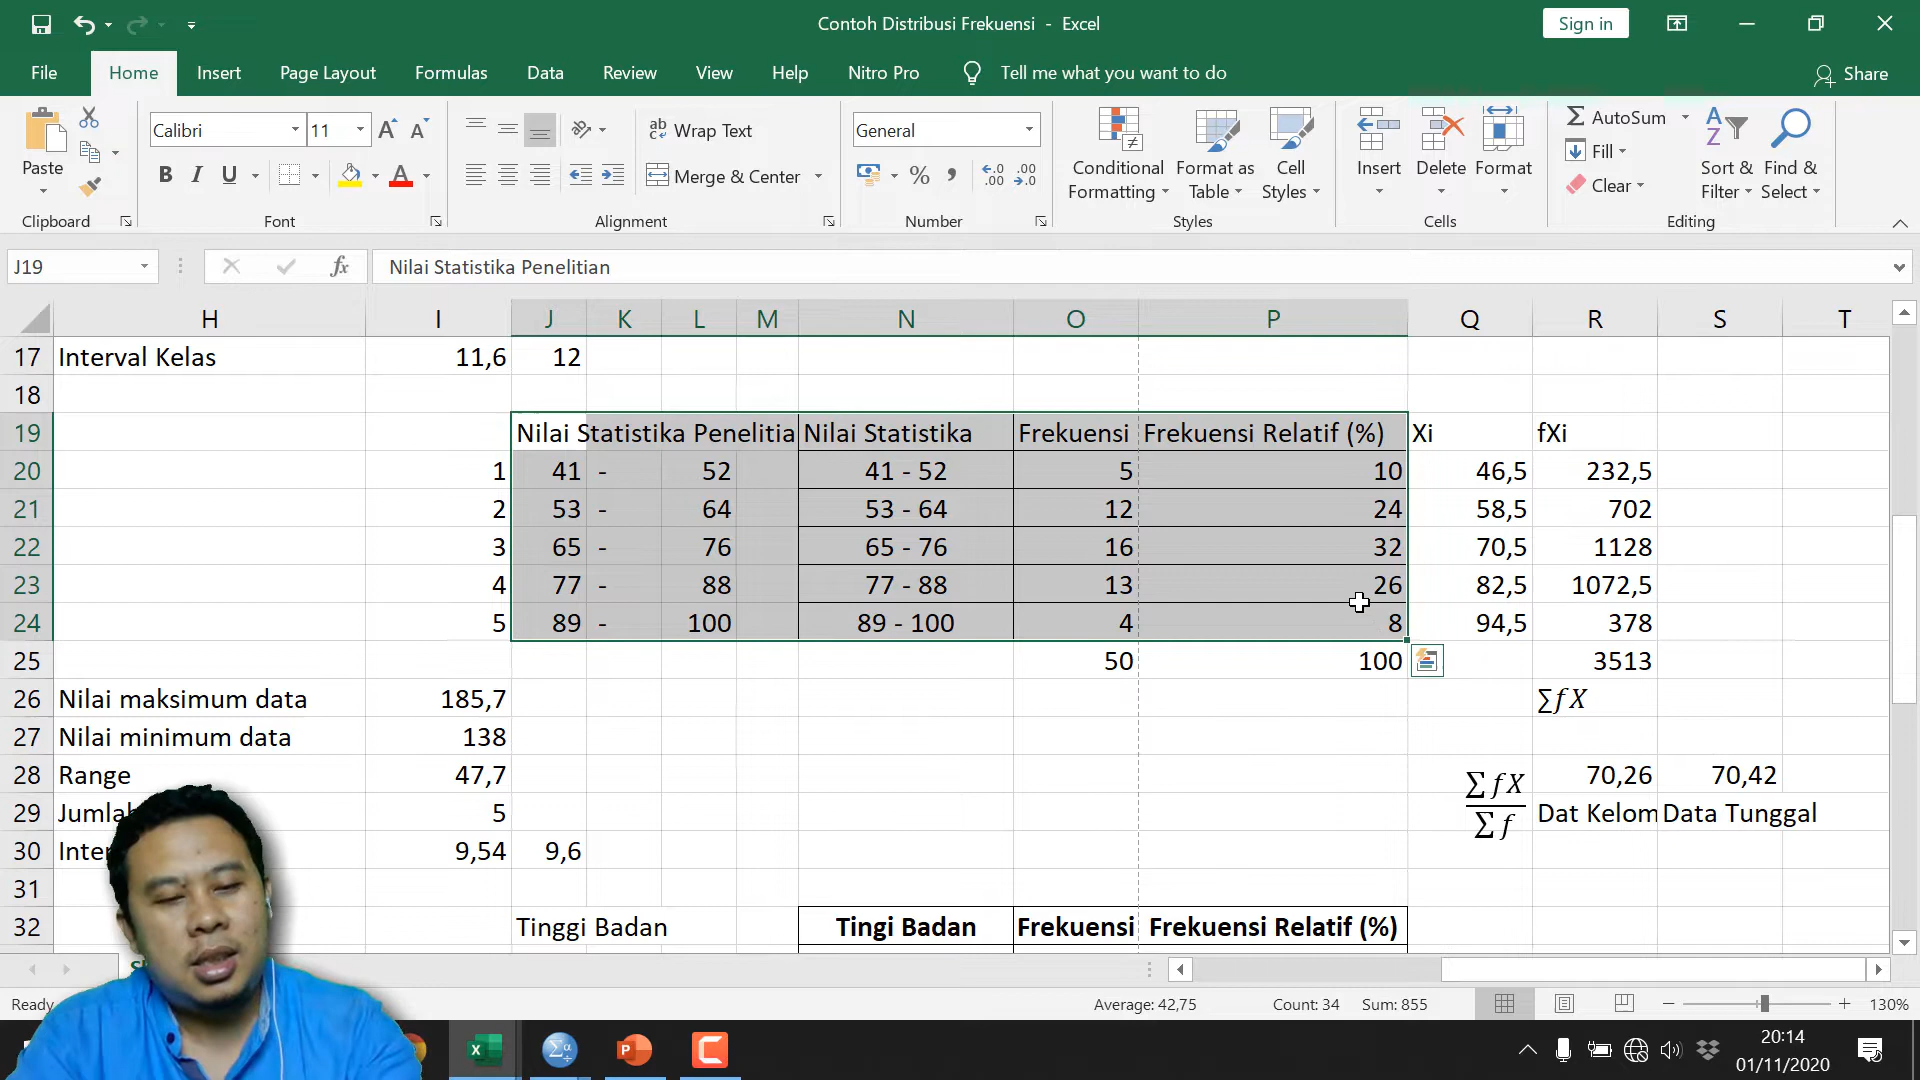 Contoh Distribusi Frekuensi - Excel
Sign in
File Home Insert Page Layout Formulas Data Review View Help Nitro Pro Tell me what you want to do Share
Paste
Calibri 11
B I U
Wrap Text
Merge & Center
General
Conditional Formatting
Format as Table
Cell Styles
Insert Delete Format
AutoSum
Fill
Clear
Sort & Filter
Find & Select
Clipboard Font Alignment Number Styles Cells Editing
J19 fx Nilai Statistika Penelitian
H I J K L M N O P Q R S T
17 Interval Kelas 11,6 12
18
19 Nilai Statistika Penelitia Nilai Statistika Frekuensi Frekuensi Relatif (%) Xi fXi
20 1 41 - 52 41 - 52 5 10 46,5 232,5
21 2 53 - 64 53 - 64 12 24 58,5 702
22 3 65 - 76 65 - 76 16 32 70,5 1128
23 4 77 - 88 77 - 88 13 26 82,5 1072,5
24 5 89 - 100 89 - 100 4 8 94,5 378
25 50 100 3513
26 Nilai maksimum data 185,7 ∑fX
27 Nilai minimum data 138
28 Range 47,7 ∑fX 70,26 70,42
29 5 ∑f Dat Kelom Data Tunggal
30 9,54 9,6
31
32 Tinggi Badan Tingi Badan Frekuensi Frekuensi Relatif (%)
Ready Average: 42,75 Count: 34 Sum: 855 130%
20:14
01/11/2020